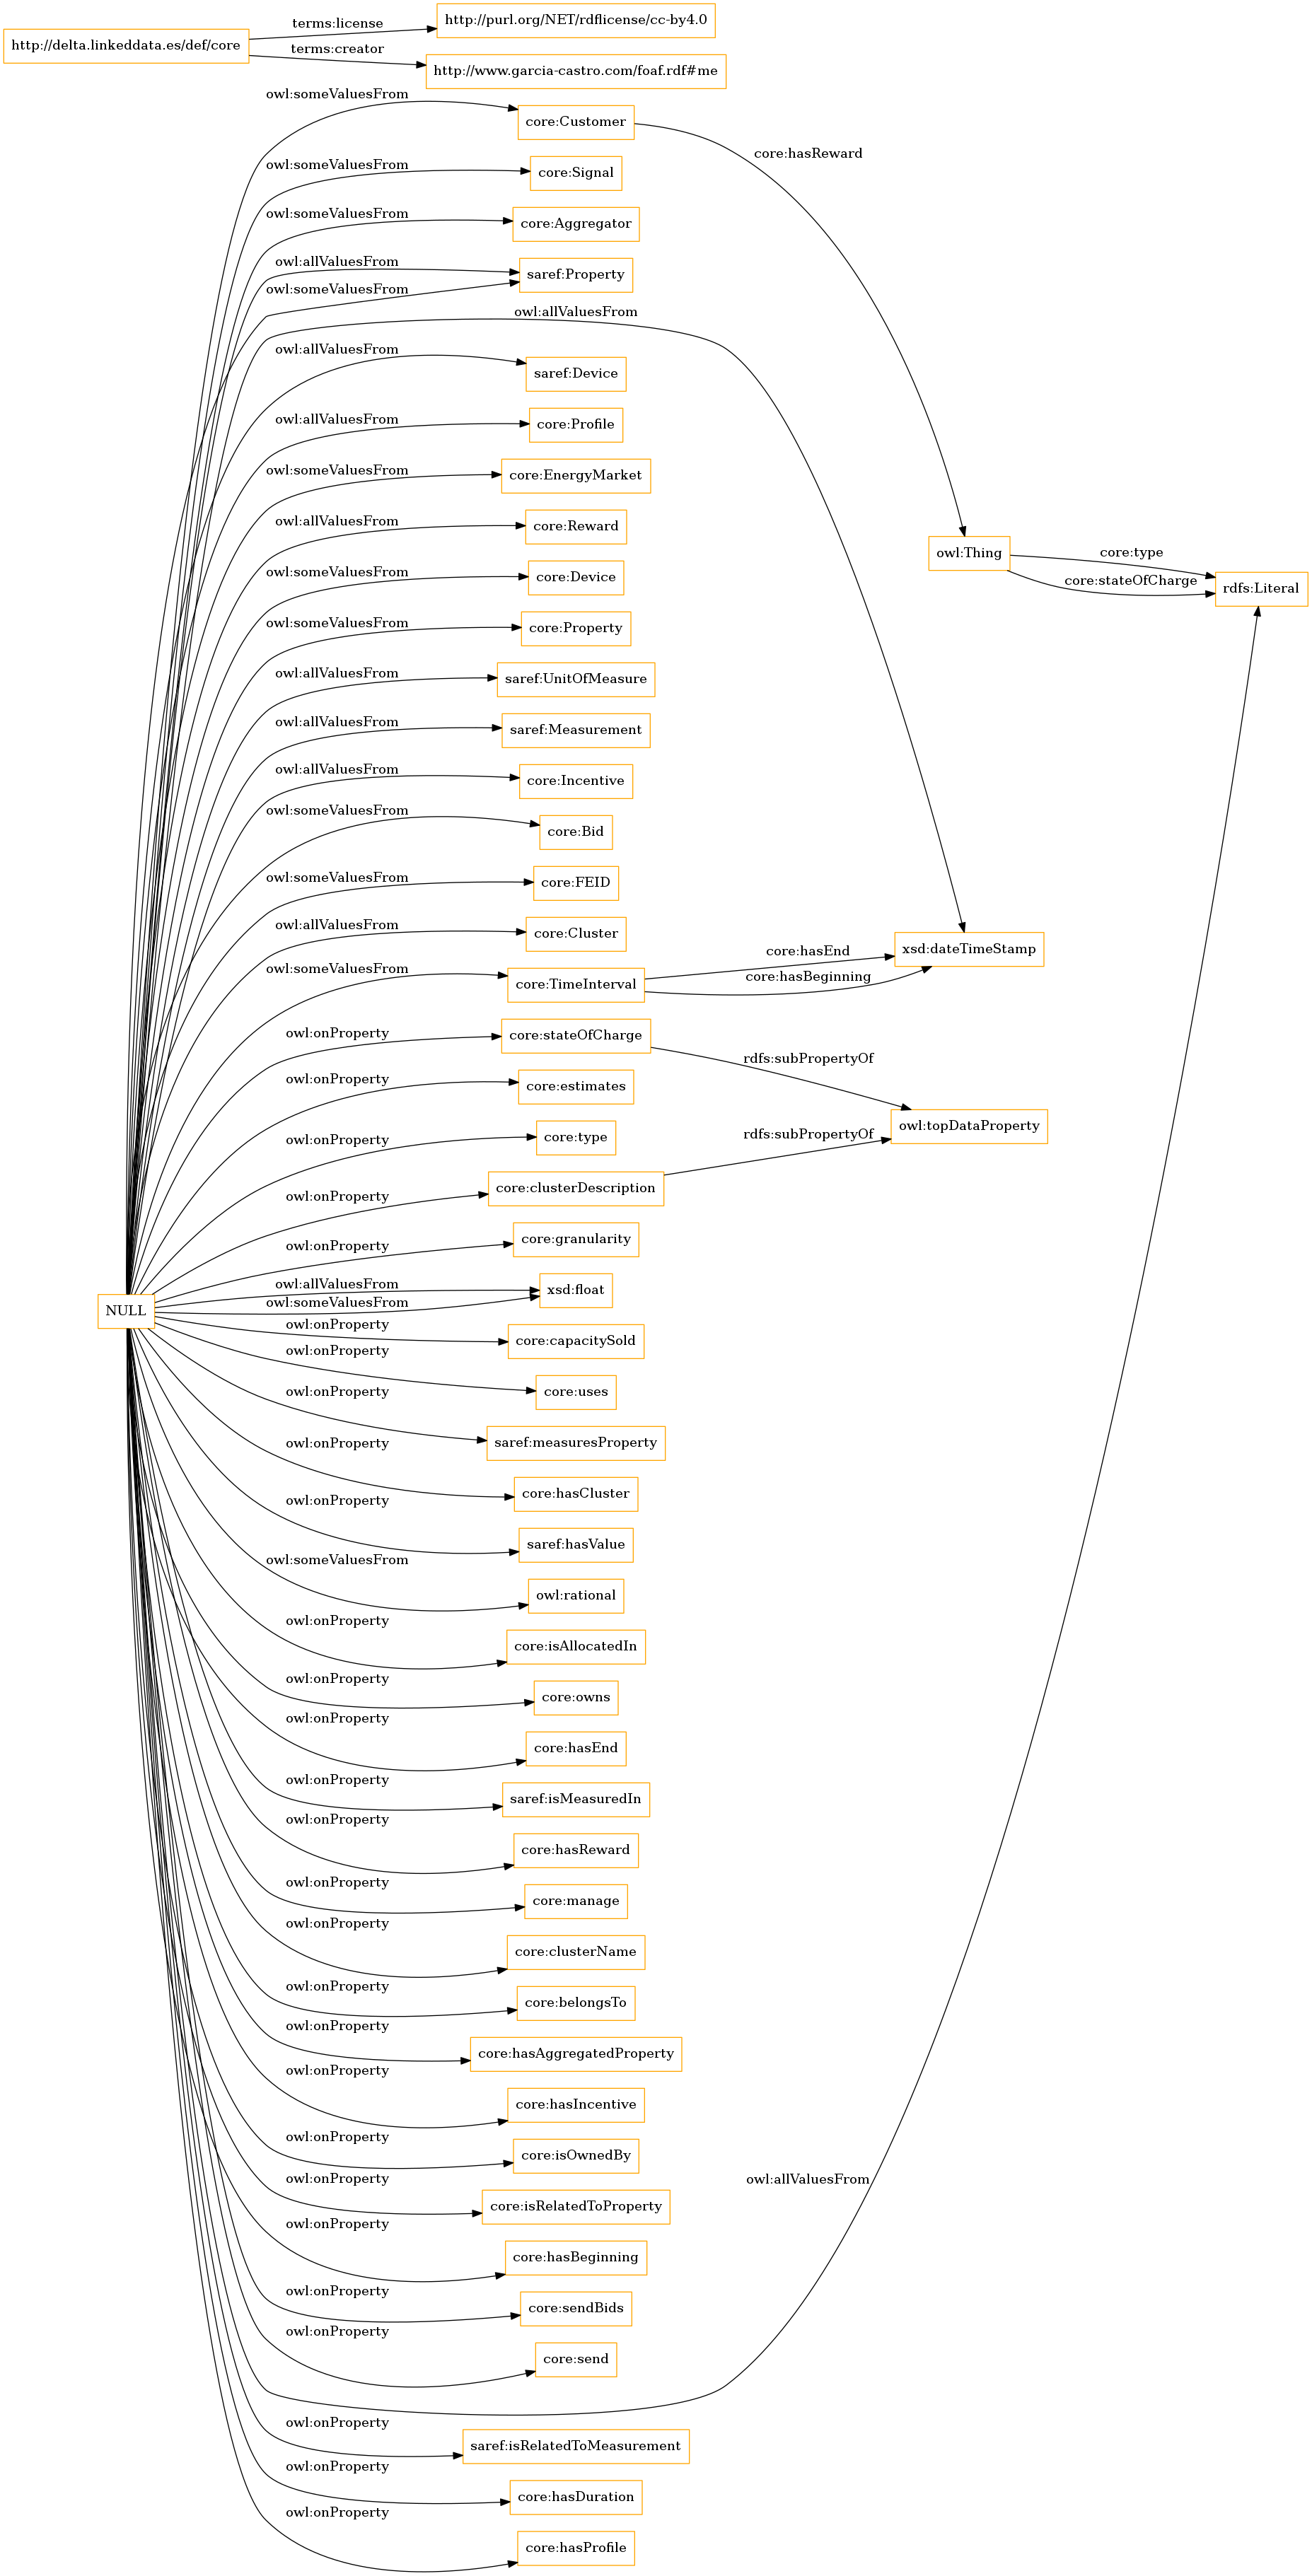 http://delta.linkeddata.es/def/core
terms:license
http://purl.org/NET/rdflicense/cc-by4.0
terms:creator
http://www.garcia-castro.com/foaf.rdf#me
owl:someValuesFrom
core:Customer
core:hasReward
owl:someValuesFrom
core:Signal
owl:someValuesFrom
core:Aggregator
owl:allValuesFrom
saref:Property
owl:someValuesFrom
owl:allValuesFrom
owl:allValuesFrom
saref:Device
owl:allValuesFrom
core:Profile
owl:someValuesFrom
core:EnergyMarket
owl:allValuesFrom
core:Reward
owl:Thing
core:type
core:stateOfCharge
rdfs:Literal
owl:someValuesFrom
core:Device
owl:someValuesFrom
core:Property
owl:allValuesFrom
saref:UnitOfMeasure
owl:allValuesFrom
saref:Measurement
owl:allValuesFrom
core:Incentive
owl:someValuesFrom
core:Bid
owl:someValuesFrom
core:FEID
owl:allValuesFrom
core:Cluster
owl:someValuesFrom
core:TimeInterval
core:hasEnd
core:hasBeginning
xsd:dateTimeStamp
owl:onProperty
core:stateOfCharge
rdfs:subPropertyOf
owl:onProperty
core:estimates
owl:topDataProperty
owl:onProperty
core:type
rdfs:subPropertyOf
owl:onProperty
core:clusterDescription
owl:onProperty
core:granularity
NULL
owl:allValuesFrom
xsd:float
owl:someValuesFrom
owl:onProperty
core:capacitySold
owl:onProperty
core:uses
owl:onProperty
saref:measuresProperty
owl:onProperty
core:hasCluster
owl:onProperty
saref:hasValue
owl:someValuesFrom
owl:rational
owl:onProperty
core:isAllocatedIn
owl:onProperty
core:owns
owl:onProperty
core:hasEnd
owl:onProperty
saref:isMeasuredIn
owl:onProperty
core:hasReward
owl:onProperty
core:manage
owl:onProperty
core:clusterName
owl:onProperty
core:belongsTo
owl:onProperty
core:hasAggregatedProperty
owl:onProperty
core:hasIncentive
owl:onProperty
core:isOwnedBy
owl:onProperty
core:isRelatedToProperty
owl:allValuesFrom
owl:onProperty
core:hasBeginning
owl:onProperty
core:sendBids
owl:onProperty
core:send
owl:onProperty
saref:isRelatedToMeasurement
owl:onProperty
core:hasDuration
owl:onProperty
core:hasProfile